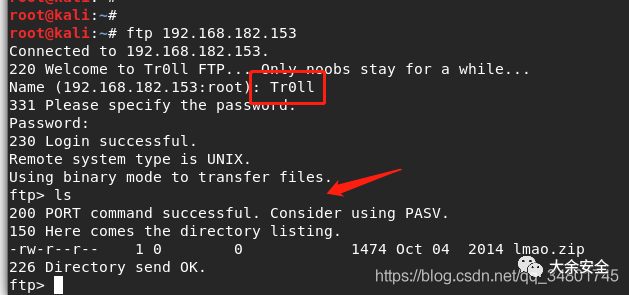 root@kali:~#
root@kali:~#
root@kali:~# ftp 192.168.182.153
Connected to 192.168.182.153.
220 Welcome to Tr0ll FTP... Only noobs stay for a while...
Name (192.168.182.153:root): Tr0ll
331 Please specify the password.
Password:
230 Login successful.
Remote system type is UNIX.
Using binary mode to transfer files.
ftp> ls
200 PORT command successful. Consider using PASV.
150 Here comes the directory listing.
-rw-r--r--    1 0        0            1474 Oct 04  2014 lmao.zip
226 Directory send OK.
大余安全
https://blog.csdn.net/qq_34801745
ftp>